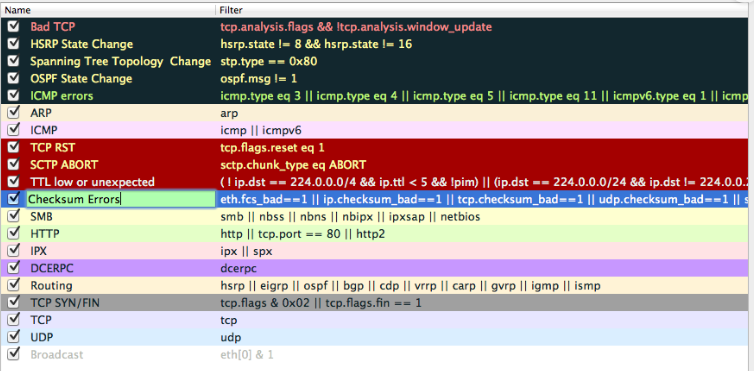 Name Filter
Bad TCP tcp.analysis.flags && !tcp.analysis.window_update
HSRP State Change hsrp.state != 8 && hsrp.state != 16
Spanning Tree Topology Change stp.type == 0x80
OSPF State Change ospf.msg != 1
ICMP errors icmp.type eq 3 || icmp.type eq 4 || icmp.type eq 5 || icmp.type eq 11 || icmpv6.type eq 1 || icmp
ARP arp
ICMP icmp || icmpv6
TCP RST tcp.flags.reset eq 1
SCTP ABORT sctp.chunk_type eq ABORT
TTL low or unexpected ( ! ip.dst == 224.0.0.0/4 && ip.ttl < 5 && !pim) || (ip.dst == 224.0.0.0/24 && ip.dst != 224.0.
Checksum Errors eth.fcs_bad==1 || ip.checksum_bad==1 || tcp.checksum_bad==1 || udp.checksum_bad==1 || s
SMB smb || nbss || nbns || nbipx || ipxsap || netbios
HTTP http || tcp.port == 80 || http2
IPX ipx || spx
DCERPC dcerpc
Routing hsrp || eigrp || ospf || bgp || cdp || vrrp || carp || gvrp || igmp || ismp
TCP SYN/FIN tcp.flags & 0x02 || tcp.flags.fin == 1
TCP tcp
UDP udp
Broadcast eth[0] & 1